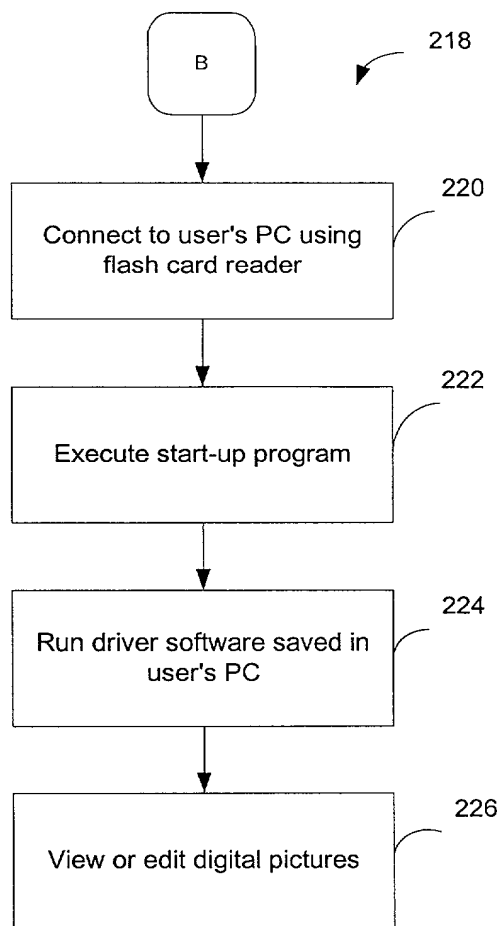 B
218
220
Connect to user's PC using
flash card reader
222
Execute start-up program
224
Run driver software saved in
user's PC
226
View or edit digital pictures